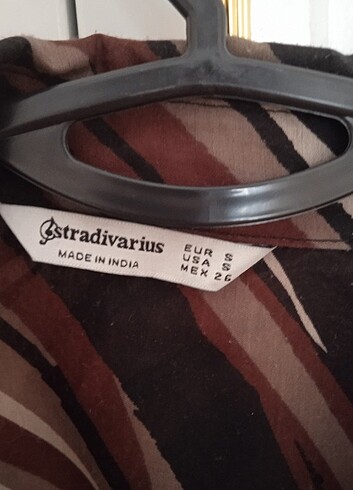 stradivarius
MADE IN INDIA
EUR S
USA S
MEX 26